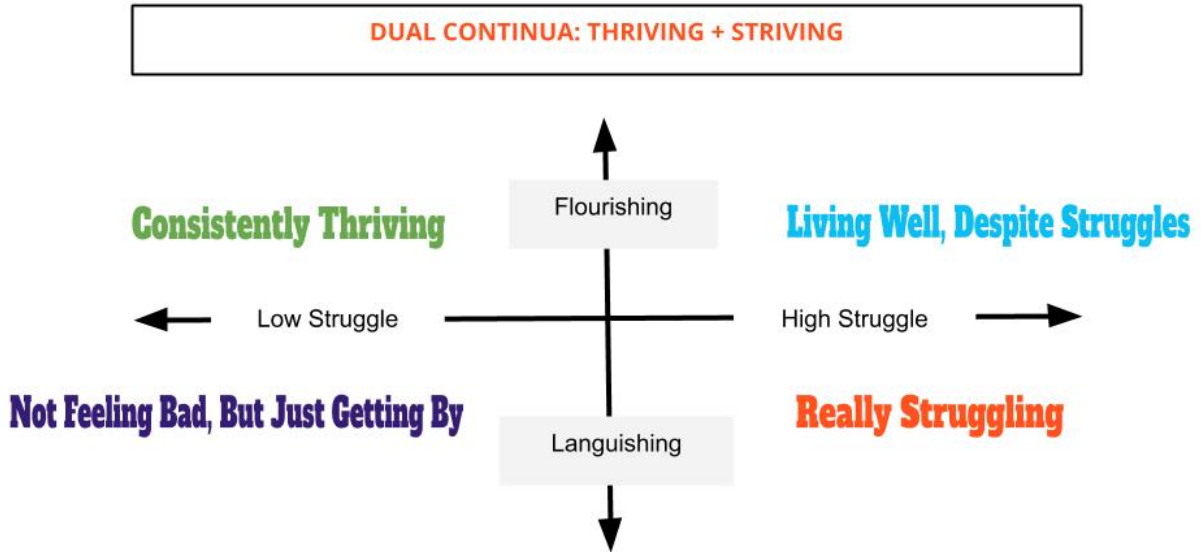 DUAL CONTINUA: THRIVING + STRIVING
Flourishing
Consistently Thriving
Living Well, Despite Struggles
Low Struggle
High Struggle
Not Feeling Bad, But Just Getting By
Really Struggling
Languishing